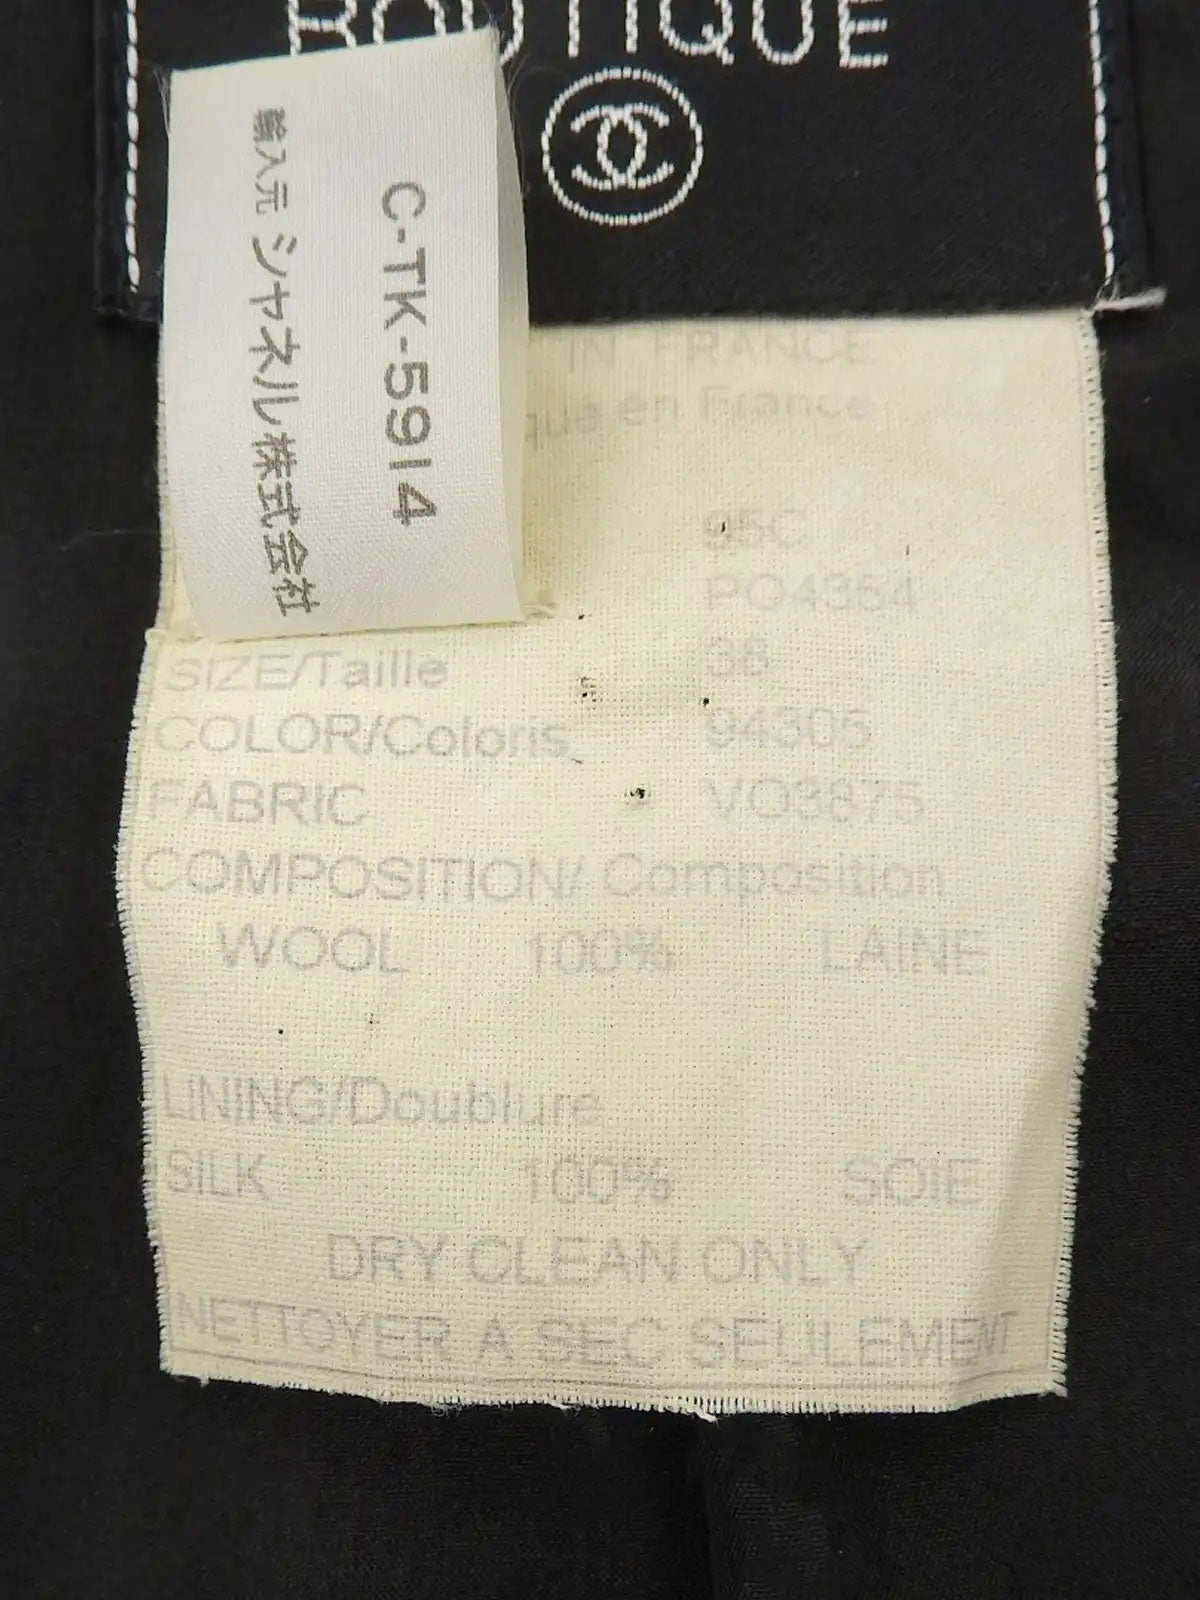 BOUTIQUE
C-TK-5914
輸入元 シャネル株式会社
IN FRANCE
que en France
95C
PO4354
SIZE/Taille 38
COLOR/Coloris 94305
FABRIC VO3875
COMPOSITION/ Composition
WOOL 100% LAINE
LINING/Doublure
SILK 100% SOIE
DRY CLEAN ONLY
NETTOYER A SEC SEULEMENT